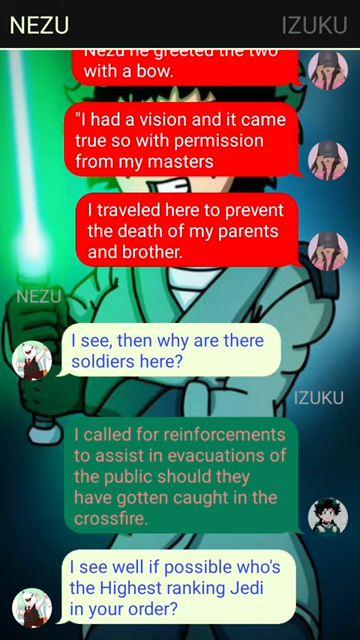 NEZU IZUKU
Nezu he greeted the two
with a bow.
"I had a vision and it came
true so with permission
from my masters
I traveled here to prevent
the death of my parents
and brother.
NEZU
I see, then why are there
soldiers here?
IZUKU
I called for reinforcements
to assist in evacuations of
the public should they
have gotten caught in the
crossfire.
I see well if possible who's
the Highest ranking Jedi
in your order?